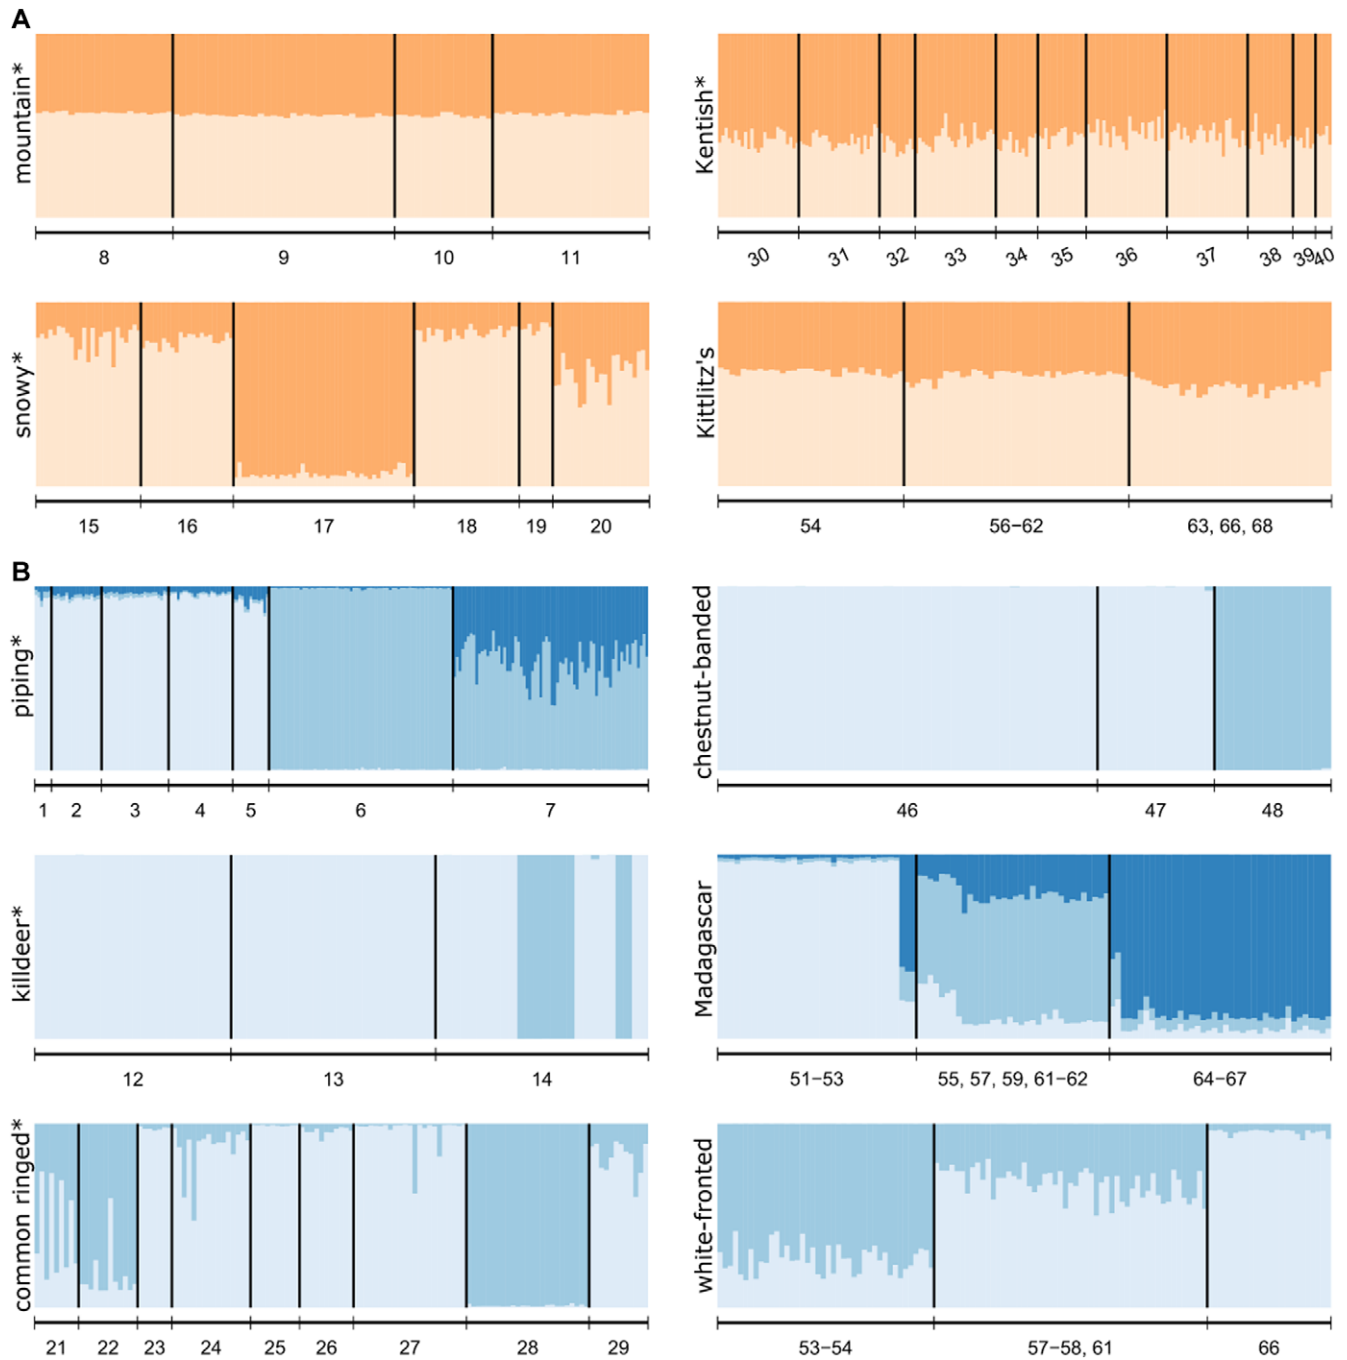 A
mountain*
8 9 10 11
Kentish*
30 31 32 33 34 35 36 37 38 39 40
snowy*
15 16 17 18 19 20
Kittlitz's
54 56−62 63, 66, 68
B
piping*
1 2 3 4 5 6 7
chestnut-banded
46 47 48
killdeer*
12 13 14
Madagascar
51−53 55, 57, 59, 61−62 64−67
common ringed*
21 22 23 24 25 26 27 28 29
white-fronted
53−54 57−58, 61 66